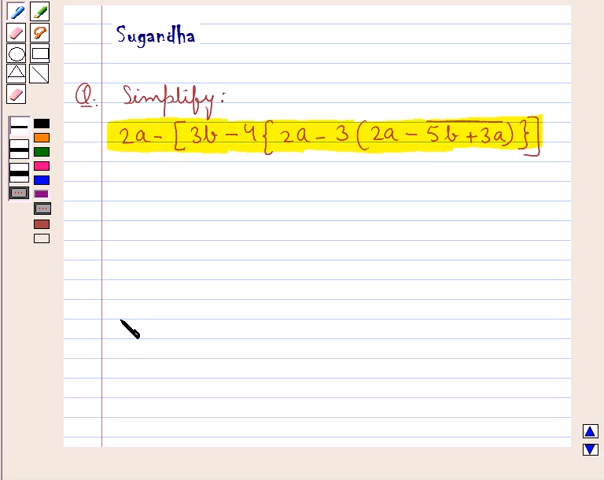 Sugandha
Q. Simplify:
2a - [3b - 4{2a - 3(2a - 5b + 3a)}]